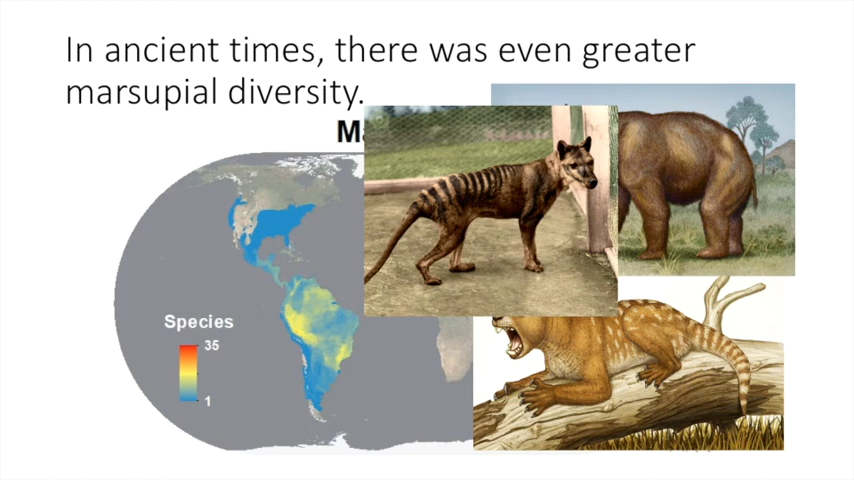 In ancient times, there was even greater
marsupial diversity.
Species
35
1